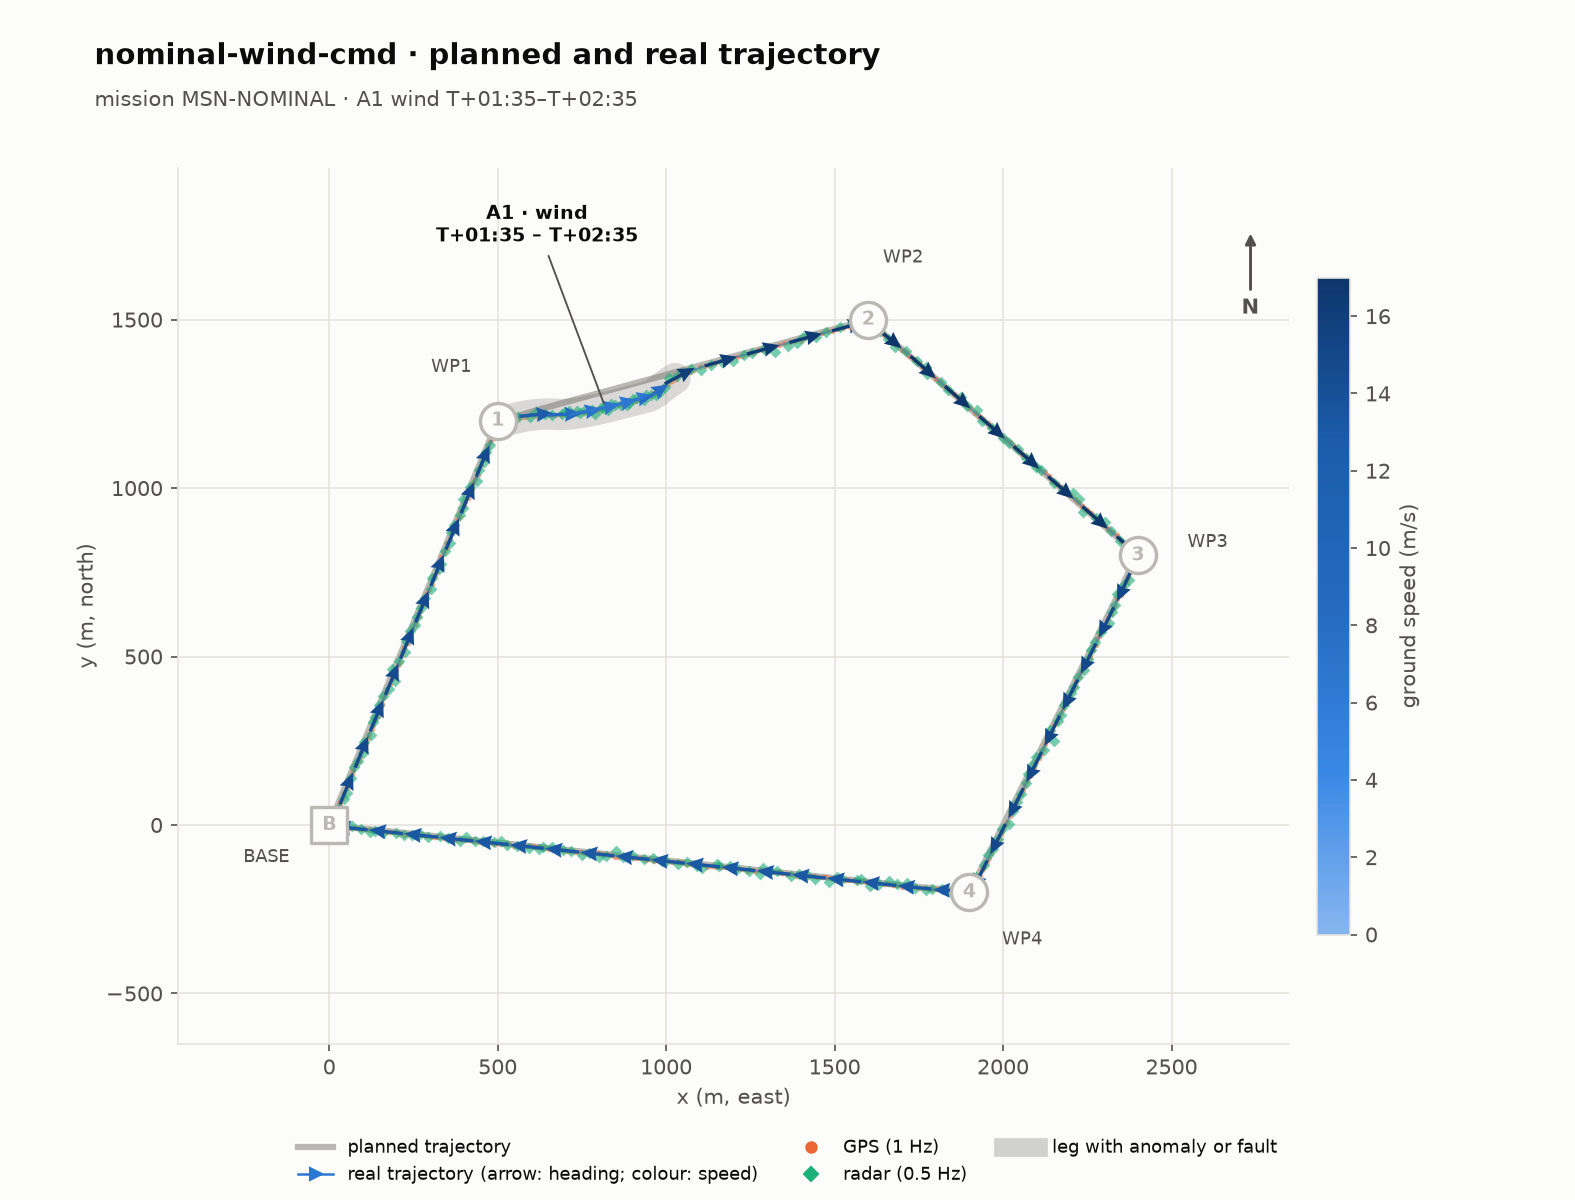 nominal-wind-cmd · planned and real trajectory
mission MSN-NOMINAL · A1 wind T+01:35–T+02:35
A1 · wind
T+01:35 – T+02:35
WP1
WP2
WP3
WP4
BASE
B
1
2
3
4
N
1500
1000
500
0
−500
y (m, north)
0
500
1000
1500
2000
2500
x (m, east)
16
14
12
10
8
6
4
2
0
ground speed (m/s)
planned trajectory
real trajectory (arrow: heading; colour: speed)
GPS (1 Hz)
radar (0.5 Hz)
leg with anomaly or fault